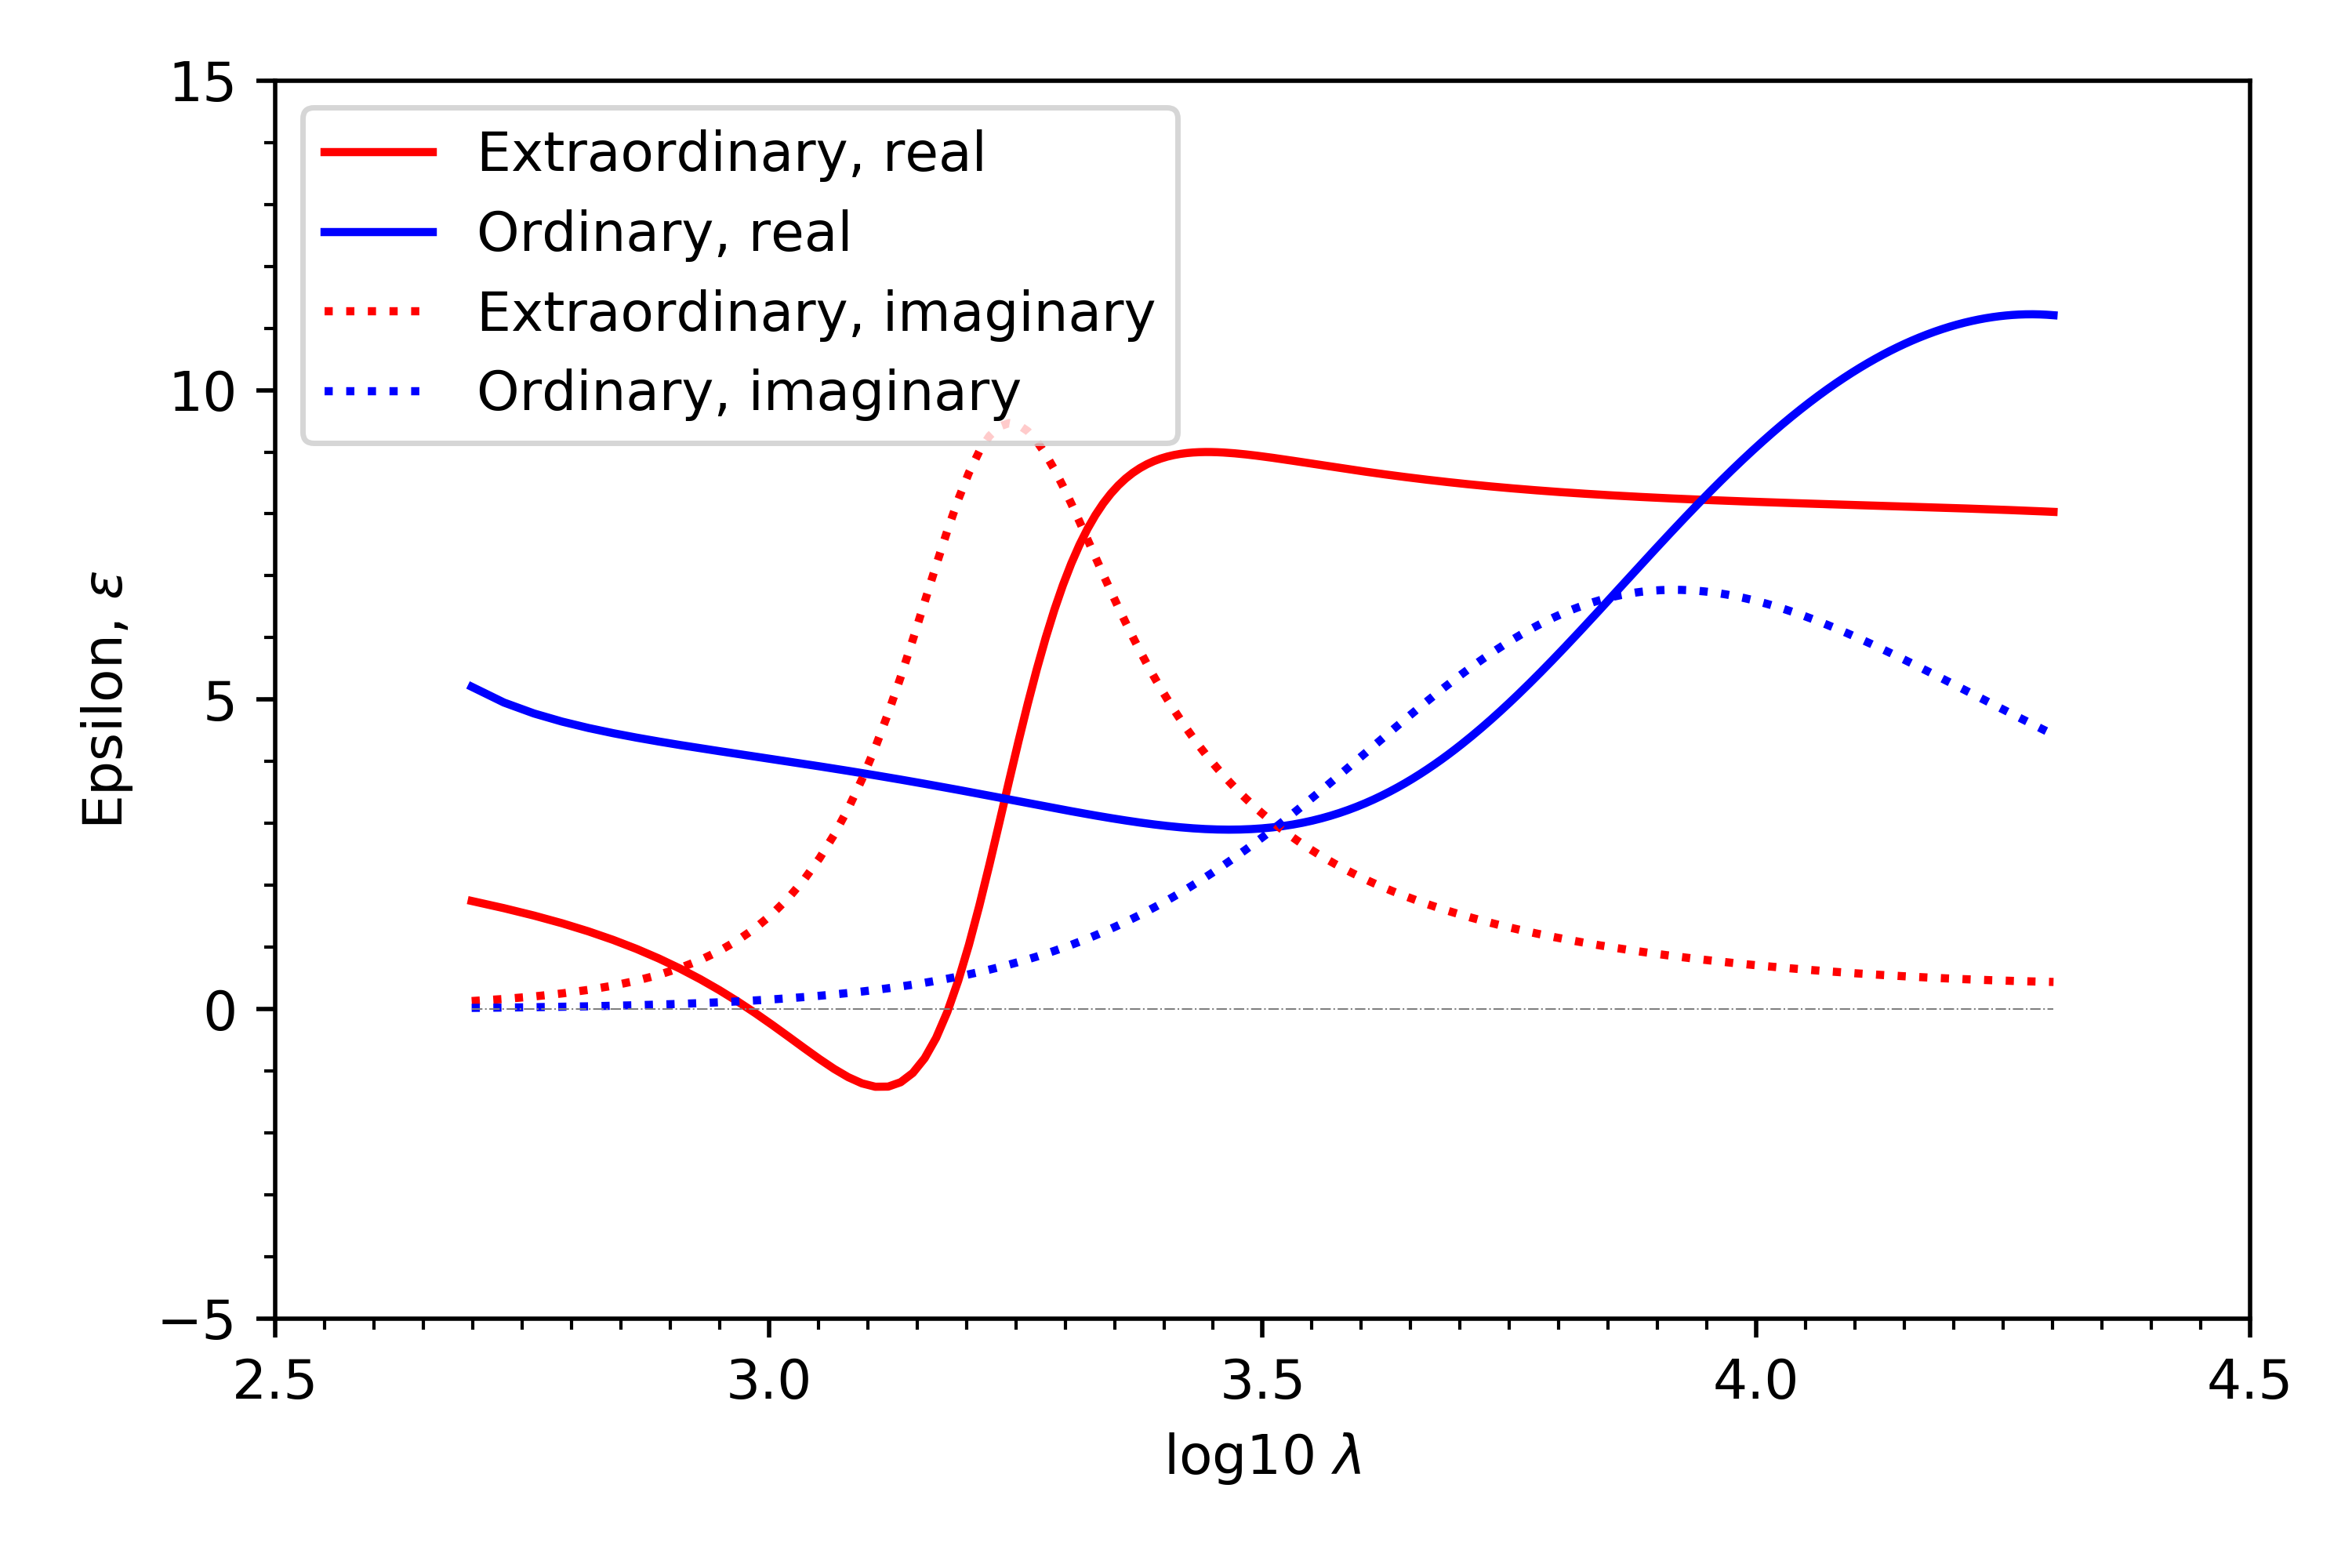 15
10
5
0
−5
Epsilon, ε
Extraordinary, real
Ordinary, real
Extraordinary, imaginary
Ordinary, imaginary
2.5 3.0 3.5 4.0 4.5
log10 λ